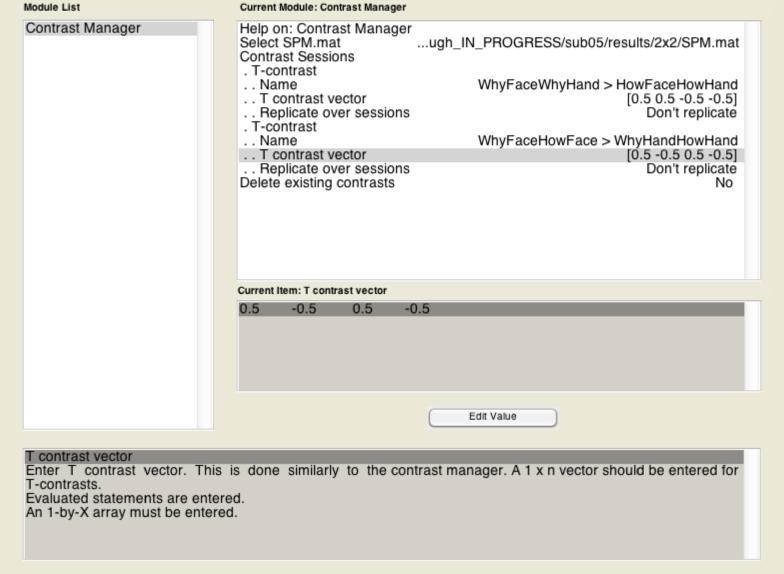 Module List
Contrast Manager
Current Module: Contrast Manager
Help on: Contrast Manager
Select SPM.mat ...ugh_IN_PROGRESS/sub05/results/2x2/SPM.mat
Contrast Sessions
. T-contrast
. . Name WhyFaceWhyHand > HowFaceHowHand
. . T contrast vector [0.5 0.5 -0.5 -0.5]
. . Replicate over sessions Don't replicate
. T-contrast
. . Name WhyFaceHowFace > WhyHandHowHand
. . T contrast vector [0.5 -0.5 0.5 -0.5]
. . Replicate over sessions Don't replicate
Delete existing contrasts No
Current Item: T contrast vector
0.5 -0.5 0.5 -0.5
Edit Value
T contrast vector
Enter T contrast vector. This is done similarly to the contrast manager. A 1 x n vector should be entered for
T-contrasts.
Evaluated statements are entered.
An 1-by-X array must be entered.